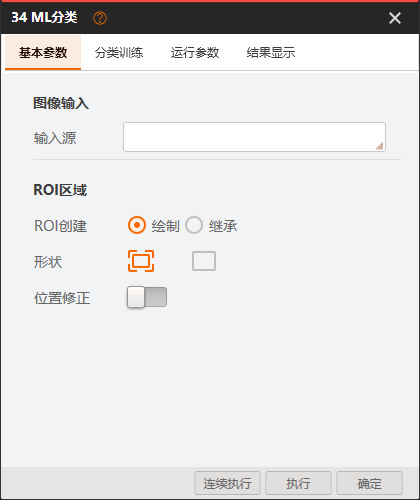 34 ML分类
基本参数 分类训练 运行参数 结果显示
图像输入
输入源
ROI区域
ROI创建 绘制 继承
形状
位置修正
连续执行 执行 确定